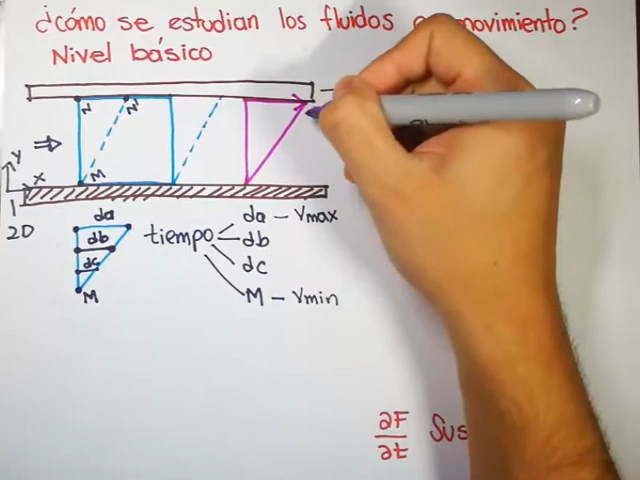 ¿cómo se estudian los fluidos movimiento?
Nivel básico
N N'
M
y
x
2D
da
db
dc
M
tiempo
da - Vmax
db
dc
M - Vmin
∂F
∂t
Sus